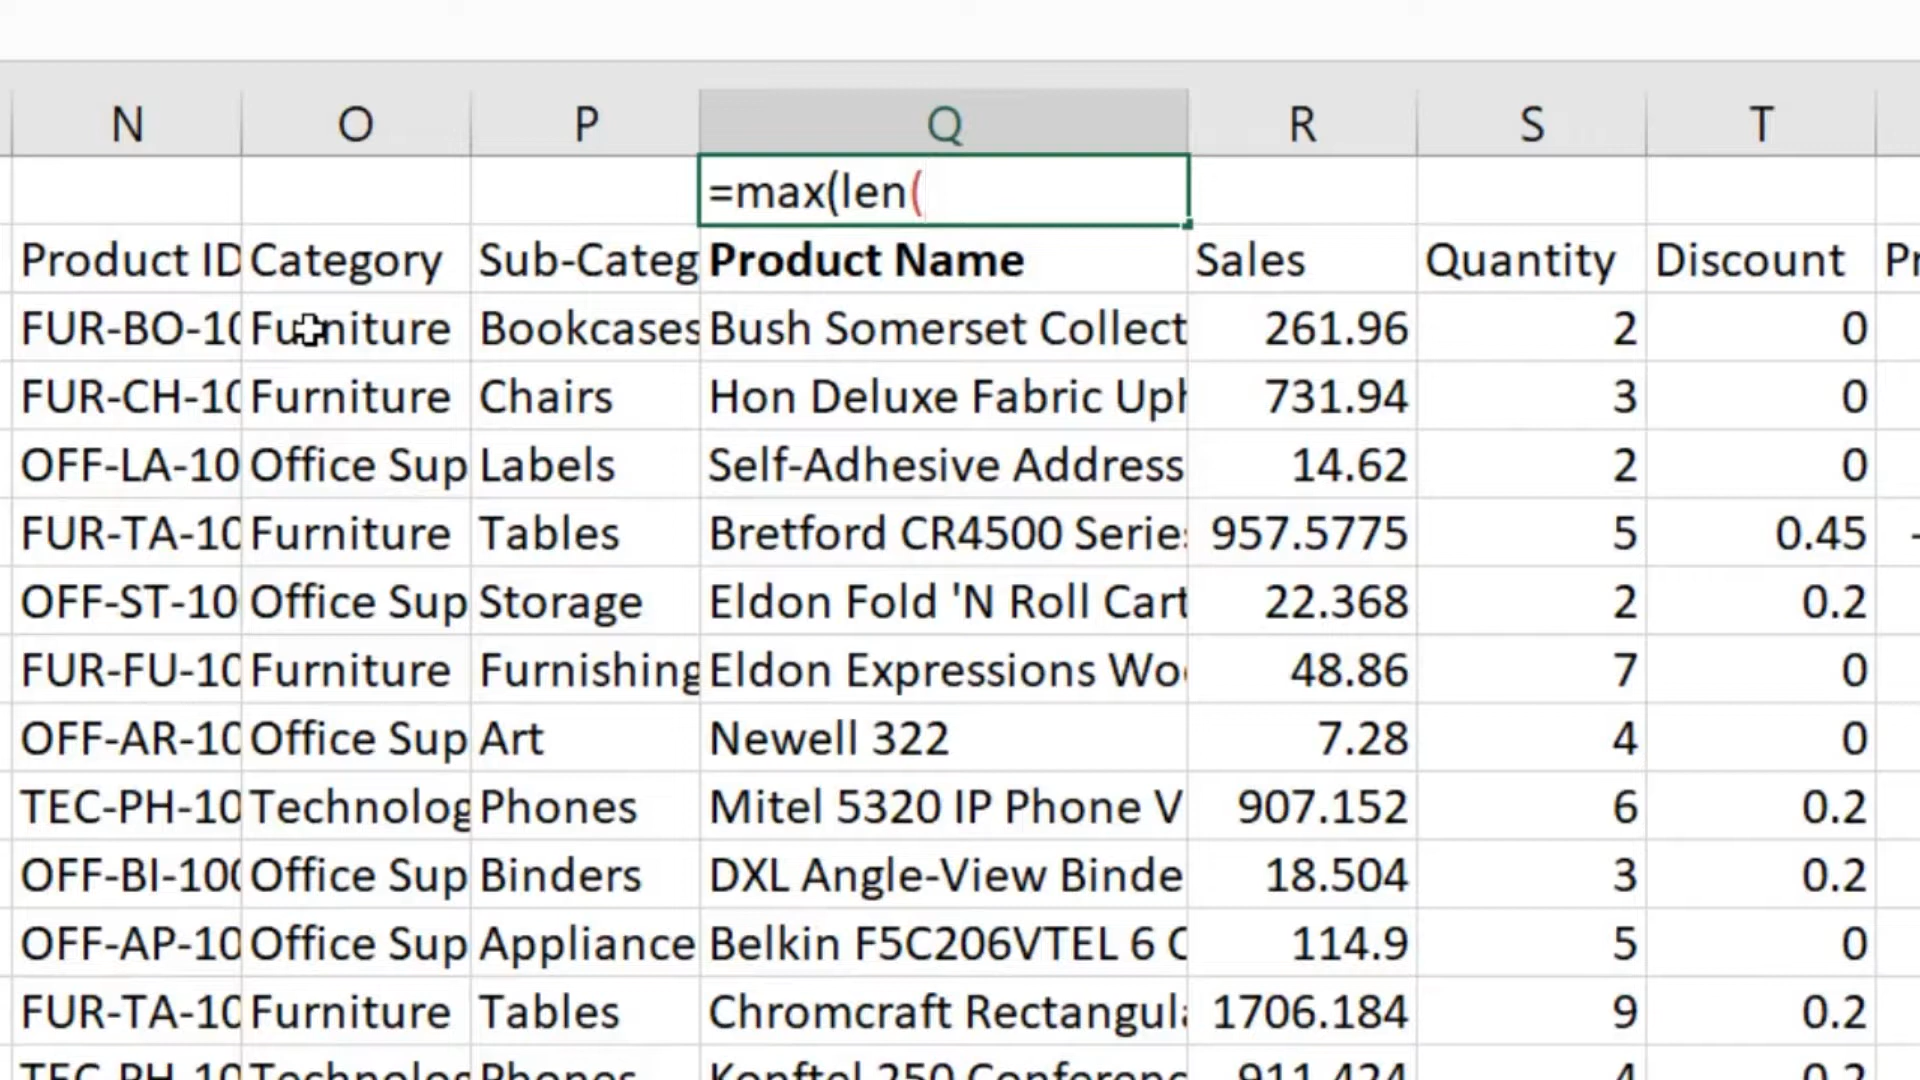 N O P Q R S T
=max(len(
Product ID Category Sub-Categ Product Name Sales Quantity Discount Pr
FUR-BO-10 Furniture Bookcases Bush Somerset Collect 261.96 2 0
FUR-CH-10 Furniture Chairs Hon Deluxe Fabric Uph 731.94 3 0
OFF-LA-10 Office Sup Labels Self-Adhesive Address 14.62 2 0
FUR-TA-10 Furniture Tables Bretford CR4500 Series 957.5775 5 0.45 -
OFF-ST-10 Office Sup Storage Eldon Fold 'N Roll Cart 22.368 2 0.2
FUR-FU-10 Furniture Furnishing Eldon Expressions Woo 48.86 7 0
OFF-AR-10 Office Sup Art Newell 322 7.28 4 0
TEC-PH-10 Technolog Phones Mitel 5320 IP Phone V 907.152 6 0.2
OFF-BI-100 Office Sup Binders DXL Angle-View Binde 18.504 3 0.2
OFF-AP-10 Office Sup Appliance Belkin F5C206VTEL 6 O 114.9 5 0
FUR-TA-10 Furniture Tables Chromcraft Rectangula 1706.184 9 0.2
TEC-PH-10 Technolog Phones Konftel 250 Conferenc 911.424 4 0.2